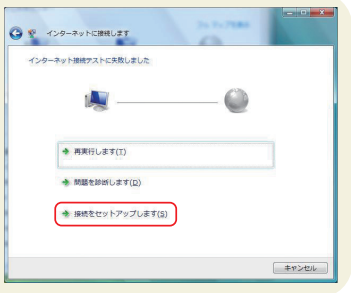 インターネットに接続します
インターネット接続テストに失敗しました
再実行します(T)
問題を診断します(D)
接続をセットアップします(S)
キャンセル